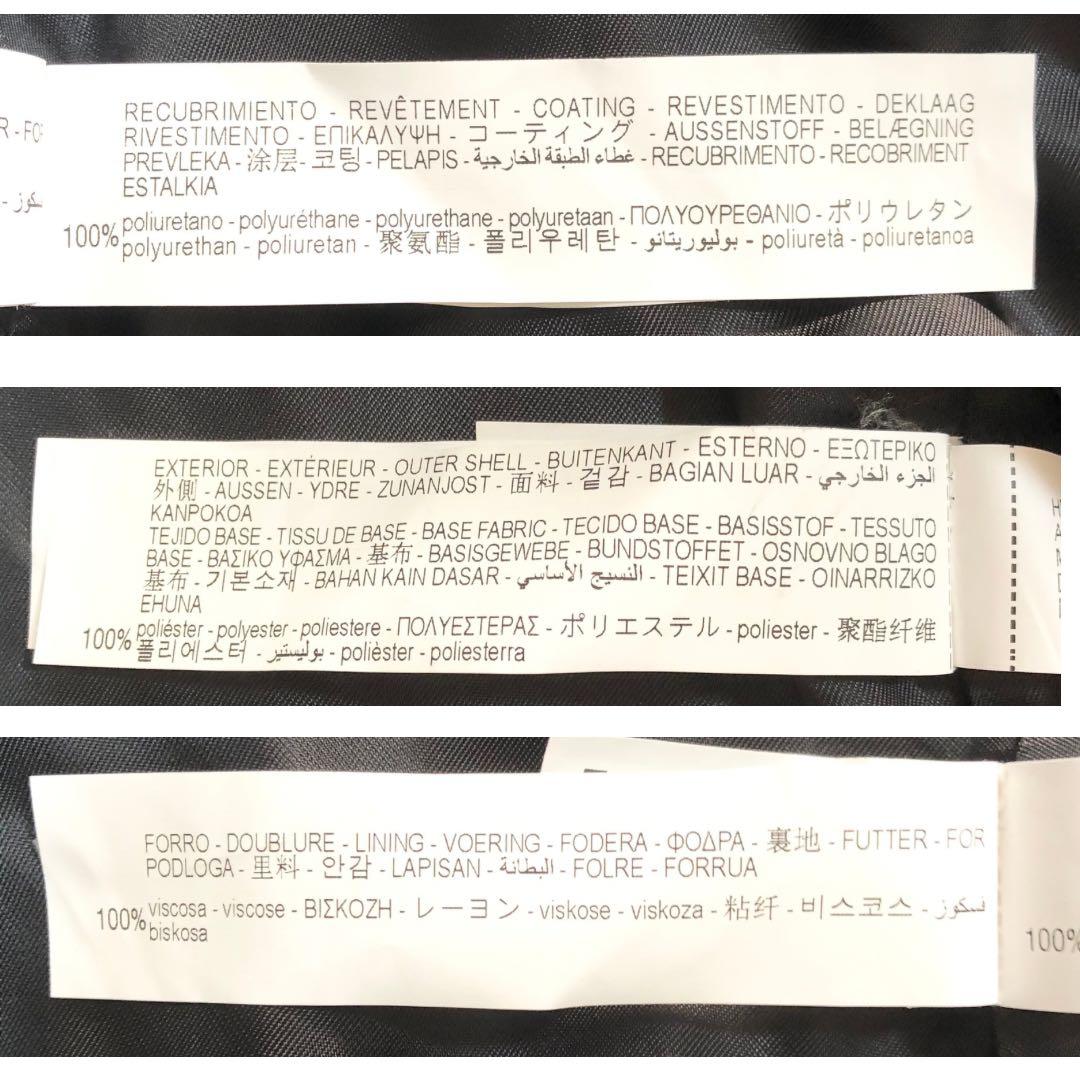 RECUBRIMIENTO - REVÊTEMENT - COATING - REVESTIMENTO - DEKLAAG
RIVESTIMENTO - ΕΠΙΚΑΛΥΨΗ - コーティング - AUSSENSTOFF - BELÆGNING
PREVLEKA - 涂层 - 코팅 - PELAPIS - غطاء الطبقة الخارجية - RECUBRIMENTO - RECOBRIMENT
ESTALKIA
100% poliuretano - polyuréthane - polyurethane - polyuretaan - ΠΟΛΥΟΥΡΕΘΑΝΙΟ - ポリウレタン
polyurethan - poliuretan - 聚氨酯 - 폴리우레탄 - بوليوريتانو - poliuretà - poliuretanoa
EXTERIOR - EXTÉRIEUR - OUTER SHELL - BUITENKANT - ESTERNO - ΕΞΩΤΕΡΙΚΟ
外側 - AUSSEN - YDRE - ZUNANJOST - 面料 - 겉감 - BAGIAN LUAR - الجزء الخارجي
KANPOKOA
TEJIDO BASE - TISSU DE BASE - BASE FABRIC - TECIDO BASE - BASISSTOF - TESSUTO
BASE - ΒΑΣΙΚΟ ΥΦΑΣΜΑ - 基布 - BASISGEWEBE - BUNDSTOFFET - OSNOVNO BLAGO
基布 - 기본소재 - BAHAN KAIN DASAR - النسيج الأساسي - TEIXIT BASE - OINARRIZKO
EHUNA
100% poliéster - polyester - poliestere - ΠΟΛΥΕΣΤΕΡΑΣ - ポリエステル - poliester - 聚酯纤维
폴리에스터 - بوليستير - polièster - poliesterra
FORRO - DOUBLURE - LINING - VOERING - FODERA - ΦΟΔΡΑ - 裏地 - FUTTER - FOR
PODLOGA - 里料 - 안감 - LAPISAN - البطانة - FOLRE - FORRUA
100% viscosa - viscose - ΒΙΣΚΟΖΗ - レーヨン - viskose - viskoza - 粘纤 - 비스코스 - فسكوز
biskosa
100%